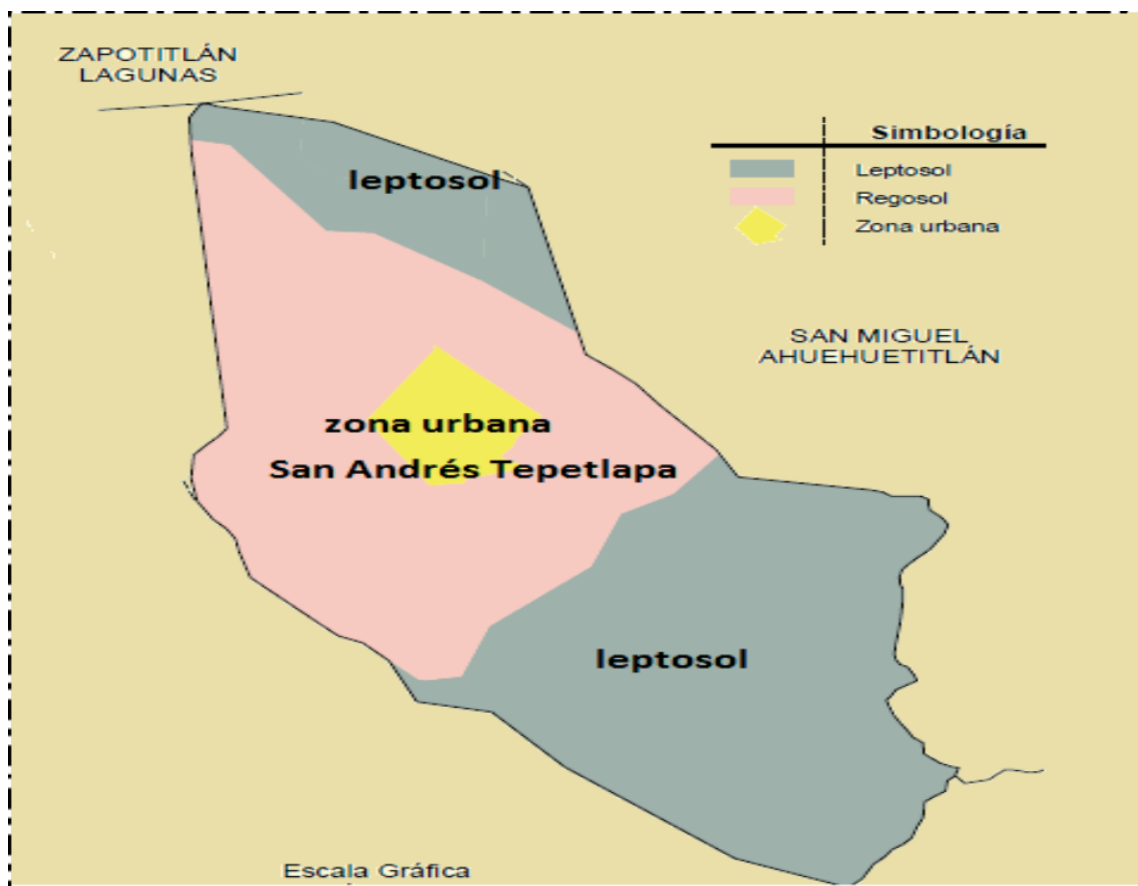 ZAPOTITLÁN
LAGUNAS
Simbología
leptosol
Leptosol
Regosol
Zona urbana
SAN MIGUEL
AHUEHUETITLÁN
zona urbana
San Andrés Tepetlapa
leptosol
Escala Gráfica